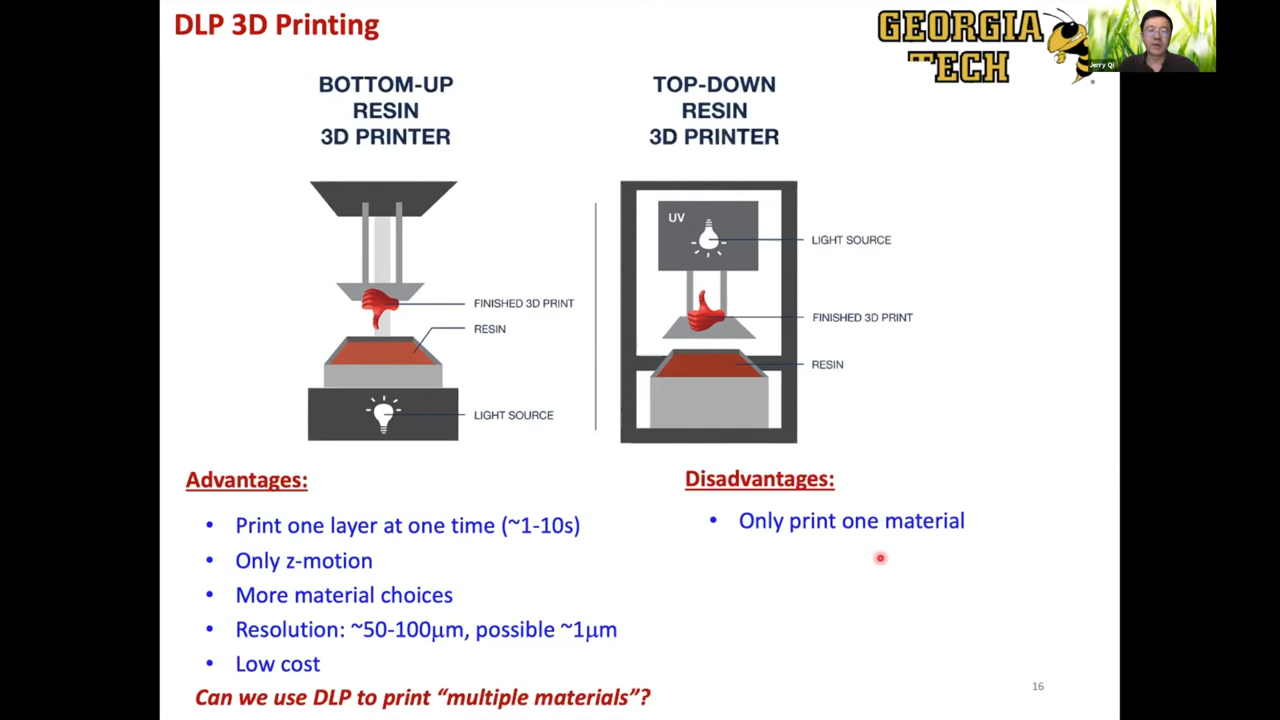 DLP 3D Printing
GEORGIA
TECH
Jerry Qi
BOTTOM-UP
RESIN
3D PRINTER
TOP-DOWN
RESIN
3D PRINTER
FINISHED 3D PRINT
RESIN
LIGHT SOURCE
UV
LIGHT SOURCE
FINISHED 3D PRINT
RESIN
Advantages:
• Print one layer at one time (~1-10s)
• Only z-motion
• More material choices
• Resolution: ~50-100μm, possible ~1μm
• Low cost
Disadvantages:
• Only print one material
Can we use DLP to print “multiple materials”?
16